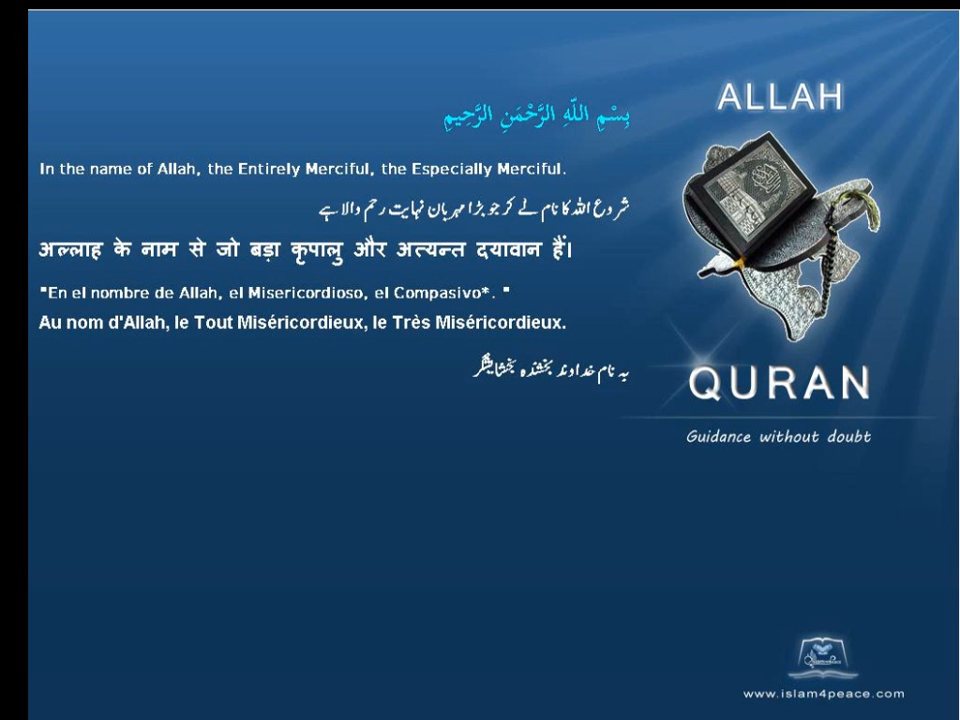 بِسْمِ اللّهِ الرَّحْمَنِ الرَّحِيمِ
In the name of Allah, the Entirely Merciful, the Especially Merciful.
شروع الله کا نام لے کر جو بڑا مہربان نہایت رحم والا ہے
अल्लाह के नाम से जो बड़ा कृपालु और अत्यन्त दयावान हैं।
"En el nombre de Allah, el Misericordioso, el Compasivo*. "
Au nom d'Allah, le Tout Miséricordieux, le Très Miséricordieux.
به نام خداوند بخشنده بخشایشگر
ALLAH
QURAN
Guidance without doubt
www.islam4peace.com